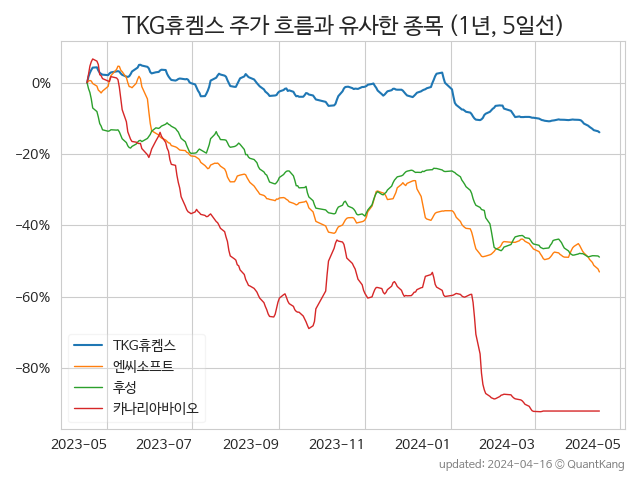 TKG휴켐스 주가 흐름과 유사한 종목 (1년, 5일선)
0%
−20%
−40%
−60%
−80%
TKG휴켐스
엔씨소프트
후성
카나리아바이오
2023-05 2023-07 2023-09 2023-11 2024-01 2024-03 2024-05
updated: 2024-04-16 © QuantKang